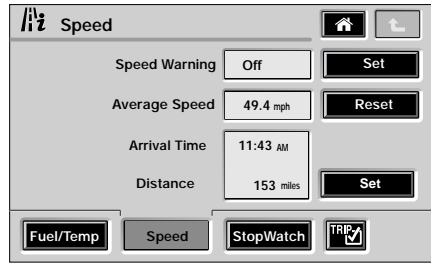 Speed
Speed Warning Off Set
Average Speed 49.4 mph Reset
Arrival Time 11:43 AM
Distance 153 miles Set
Fuel/Temp Speed StopWatch TRIP